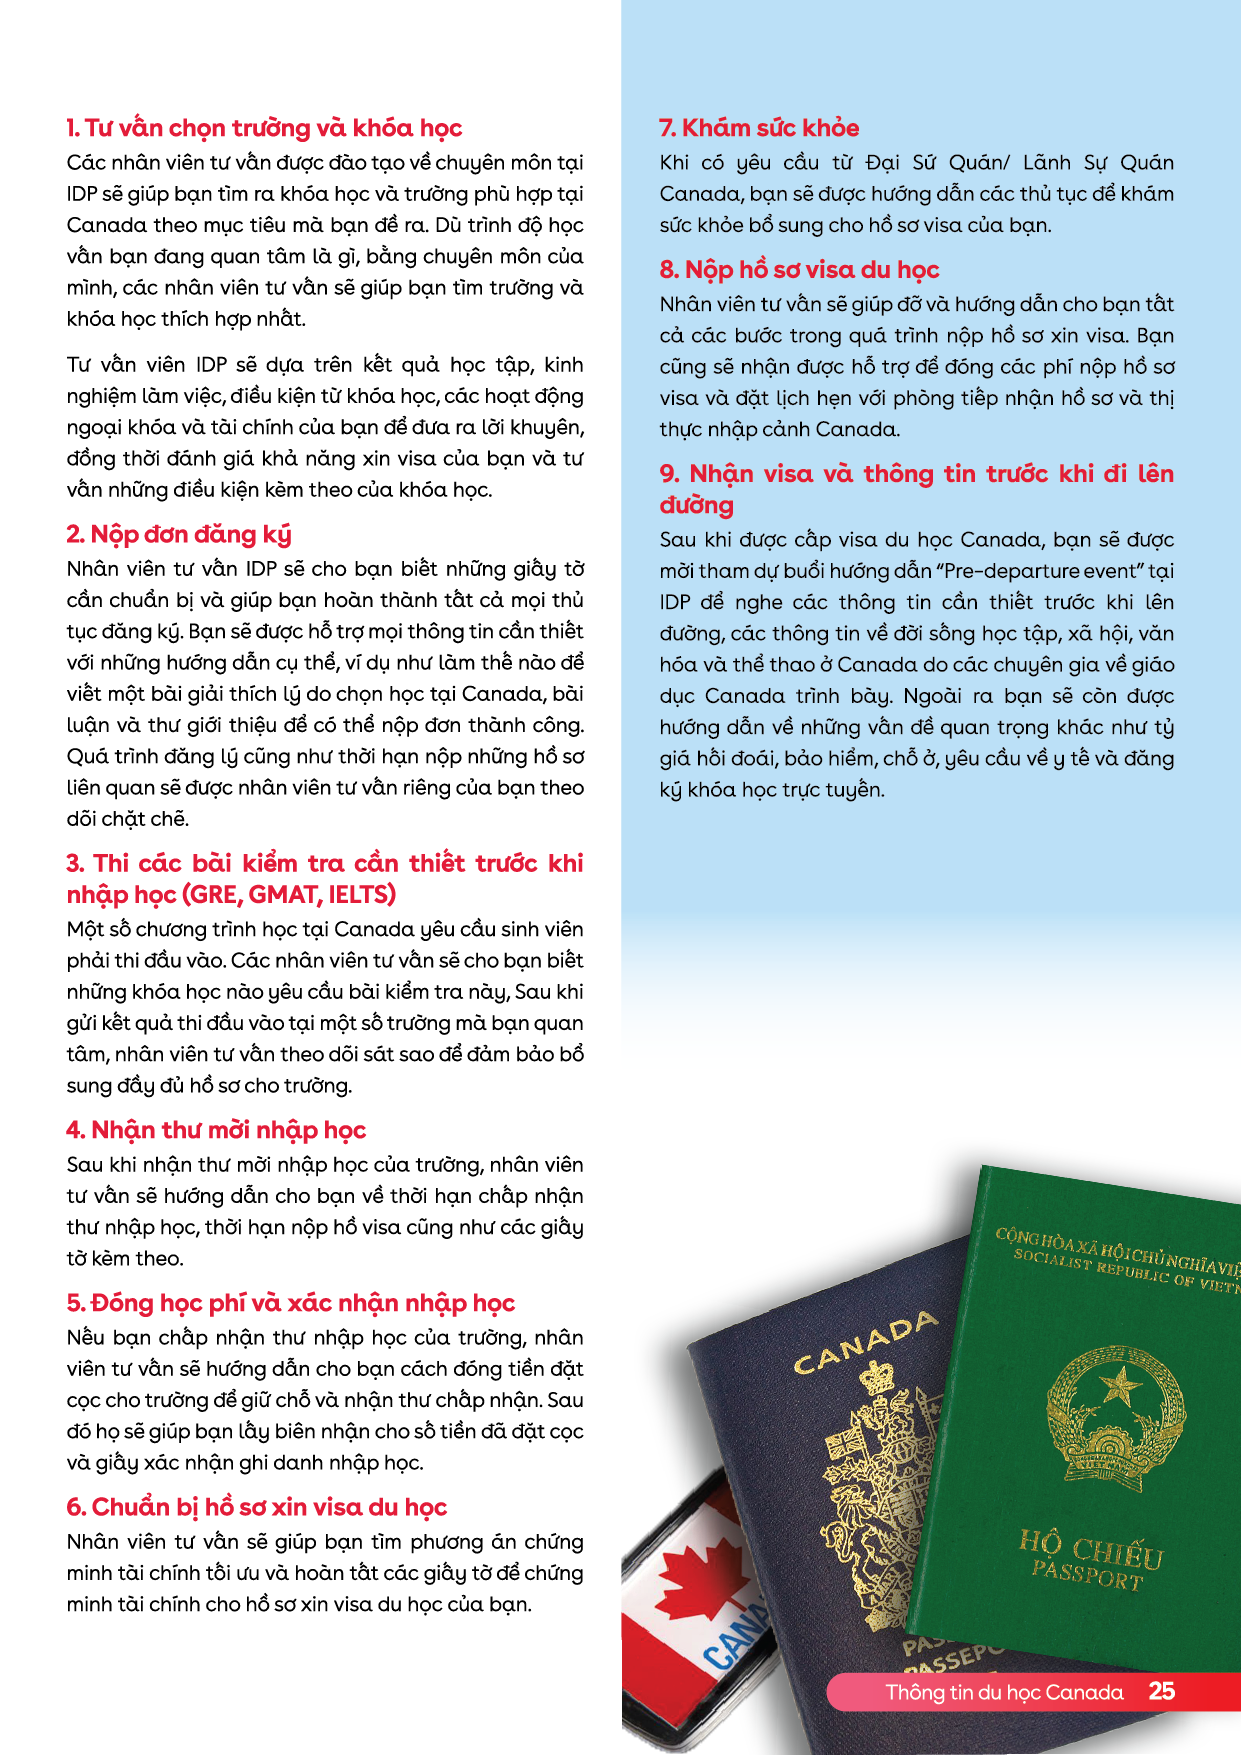 1. Tư vấn chọn trường và khóa học
Các nhân viên tư vấn được đào tạo về chuyên môn tại
IDP sẽ giúp bạn tìm ra khóa học và trường phù hợp tại
Canada theo mục tiêu mà bạn đề ra. Dù trình độ học
vấn bạn đang quan tâm là gì, bằng chuyên môn của
mình, các nhân viên tư vấn sẽ giúp bạn tìm trường và
khóa học thích hợp nhất.
Tư vấn viên IDP sẽ dựa trên kết quả học tập, kinh
nghiệm làm việc, điều kiện từ khóa học, các hoạt động
ngoại khóa và tài chính của bạn để đưa ra lời khuyên,
đồng thời đánh giá khả năng xin visa của bạn và tư
vấn những điều kiện kèm theo của khóa học.
2. Nộp đơn đăng ký
Nhân viên tư vấn IDP sẽ cho bạn biết những giấy tờ
cần chuẩn bị và giúp bạn hoàn thành tất cả mọi thủ
tục đăng ký. Bạn sẽ được hỗ trợ mọi thông tin cần thiết
với những hướng dẫn cụ thể, ví dụ như làm thế nào để
viết một bài giải thích lý do chọn học tại Canada, bài
luận và thư giới thiệu để có thể nộp đơn thành công.
Quá trình đăng lý cũng như thời hạn nộp những hồ sơ
liên quan sẽ được nhân viên tư vấn riêng của bạn theo
dõi chặt chẽ.
3. Thi các bài kiểm tra cần thiết trước khi
nhập học (GRE, GMAT, IELTS)
Một số chương trình học tại Canada yêu cầu sinh viên
phải thi đầu vào. Các nhân viên tư vấn sẽ cho bạn biết
những khóa học nào yêu cầu bài kiểm tra này, Sau khi
gửi kết quả thi đầu vào tại một số trường mà bạn quan
tâm, nhân viên tư vấn theo dõi sát sao để đảm bảo bổ
sung đầy đủ hồ sơ cho trường.
4. Nhận thư mời nhập học
Sau khi nhận thư mời nhập học của trường, nhân viên
tư vấn sẽ hướng dẫn cho bạn về thời hạn chấp nhận
thư nhập học, thời hạn nộp hồ visa cũng như các giấy
tờ kèm theo.
5. Đóng học phí và xác nhận nhập học
Nếu bạn chấp nhận thư nhập học của trường, nhân
viên tư vấn sẽ hướng dẫn cho bạn cách đóng tiền đặt
cọc cho trường để giữ chỗ và nhận thư chấp nhận. Sau
đó họ sẽ giúp bạn lấy biên nhận cho số tiền đã đặt cọc
và giấy xác nhận ghi danh nhập học.
6. Chuẩn bị hồ sơ xin visa du học
Nhân viên tư vấn sẽ giúp bạn tìm phương án chứng
minh tài chính tối ưu và hoàn tất các giấy tờ để chứng
minh tài chính cho hồ sơ xin visa du học của bạn.
7. Khám sức khỏe
Khi có yêu cầu từ Đại Sứ Quán/ Lãnh Sự Quán
Canada, bạn sẽ được hướng dẫn các thủ tục để khám
sức khỏe bổ sung cho hồ sơ visa của bạn.
8. Nộp hồ sơ visa du học
Nhân viên tư vấn sẽ giúp đỡ và hướng dẫn cho bạn tất
cả các bước trong quá trình nộp hồ sơ xin visa. Bạn
cũng sẽ nhận được hỗ trợ để đóng các phí nộp hồ sơ
visa và đặt lịch hẹn với phòng tiếp nhận hồ sơ và thị
thực nhập cảnh Canada.
9. Nhận visa và thông tin trước khi đi lên
đường
Sau khi được cấp visa du học Canada, bạn sẽ được
mời tham dự buổi hướng dẫn “Pre-departure event” tại
IDP để nghe các thông tin cần thiết trước khi lên
đường, các thông tin về đời sống học tập, xã hội, văn
hóa và thể thao ở Canada do các chuyên gia về giáo
dục Canada trình bày. Ngoài ra bạn sẽ còn được
hướng dẫn về những vấn đề quan trọng khác như tỷ
giá hối đoái, bảo hiểm, chỗ ở, yêu cầu về y tế và đăng
ký khóa học trực tuyến.
CỘNG HÒA XÃ HỘI CHỦ NGHĨA VIỆ
SOCIALIST REPUBLIC OF VIETN
HỘ CHIẾU
PASSPORT
CANADA
PAS
PASSEPO
CANA
Thông tin du học Canada 25